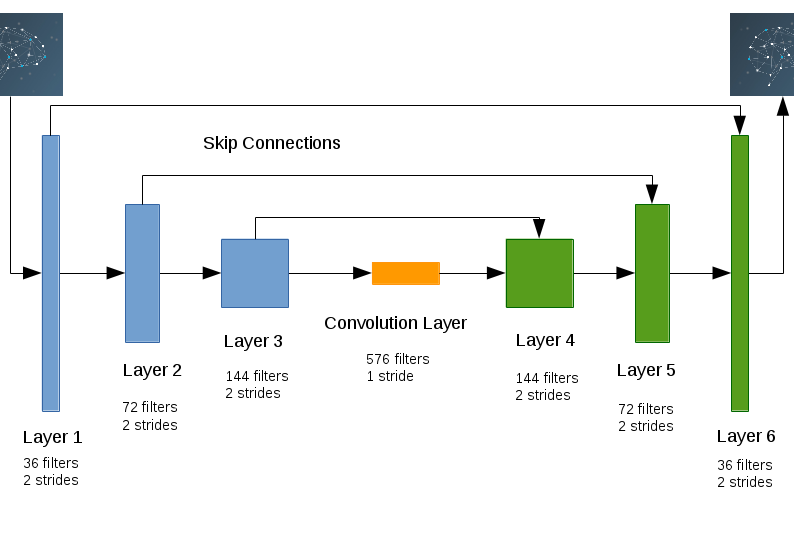 Skip Connections
Layer 1
36 filters
2 strides
Layer 2
72 filters
2 strides
Layer 3
144 filters
2 strides
Convolution Layer
576 filters
1 stride
Layer 4
144 filters
2 strides
Layer 5
72 filters
2 strides
Layer 6
36 filters
2 strides